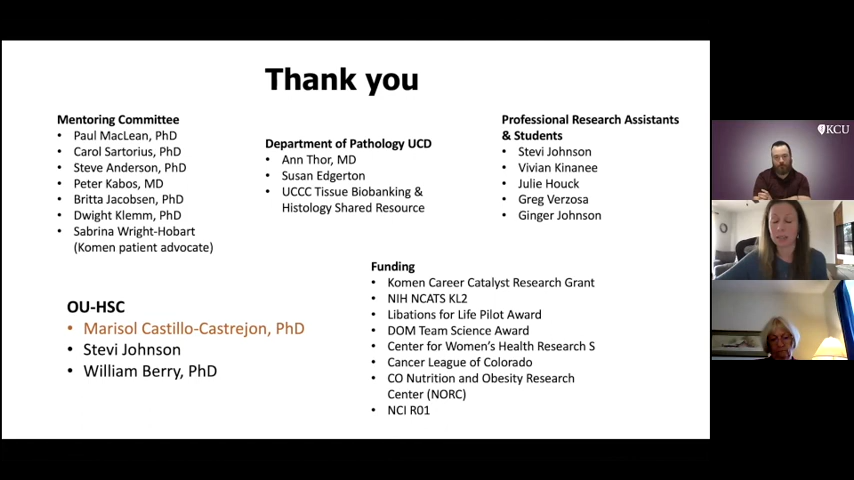 Thank you
Mentoring Committee
• Paul MacLean, PhD
• Carol Sartorius, PhD
• Steve Anderson, PhD
• Peter Kabos, MD
• Britta Jacobsen, PhD
• Dwight Klemm, PhD
• Sabrina Wright-Hobart
(Komen patient advocate)
Department of Pathology UCD
• Ann Thor, MD
• Susan Edgerton
• UCCC Tissue Biobanking &
Histology Shared Resource
Professional Research Assistants
& Students
• Stevi Johnson
• Vivian Kinanee
• Julie Houck
• Greg Verzosa
• Ginger Johnson
OU-HSC
• Marisol Castillo-Castrejon, PhD
• Stevi Johnson
• William Berry, PhD
Funding
• Komen Career Catalyst Research Grant
• NIH NCATS KL2
• Libations for Life Pilot Award
• DOM Team Science Award
• Center for Women's Health Research S
• Cancer League of Colorado
• CO Nutrition and Obesity Research
Center (NORC)
• NCI R01
KCU